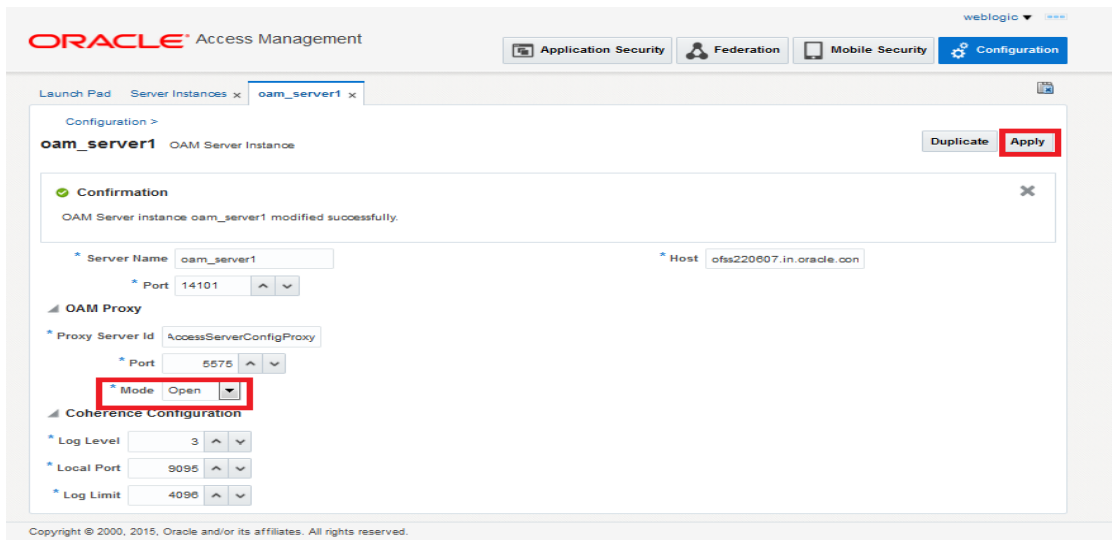 weblogic
ORACLE Access Management
Application Security
Federation
Mobile Security
Configuration
Launch Pad
Server Instances x
oam_server1 x
Configuration >
oam_server1 OAM Server Instance
Duplicate
Apply
Confirmation
OAM Server instance oam_server1 modified successfully.
* Server Name oam_server1
* Host ofss220607.in.oracle.com
* Port 14101
OAM Proxy
* Proxy Server Id AccessServerConfigProxy
* Port 5575
* Mode Open
Coherence Configuration
* Log Level 3
* Local Port 9095
* Log Limit 4096
Copyright © 2000, 2015, Oracle and/or its affiliates. All rights reserved.